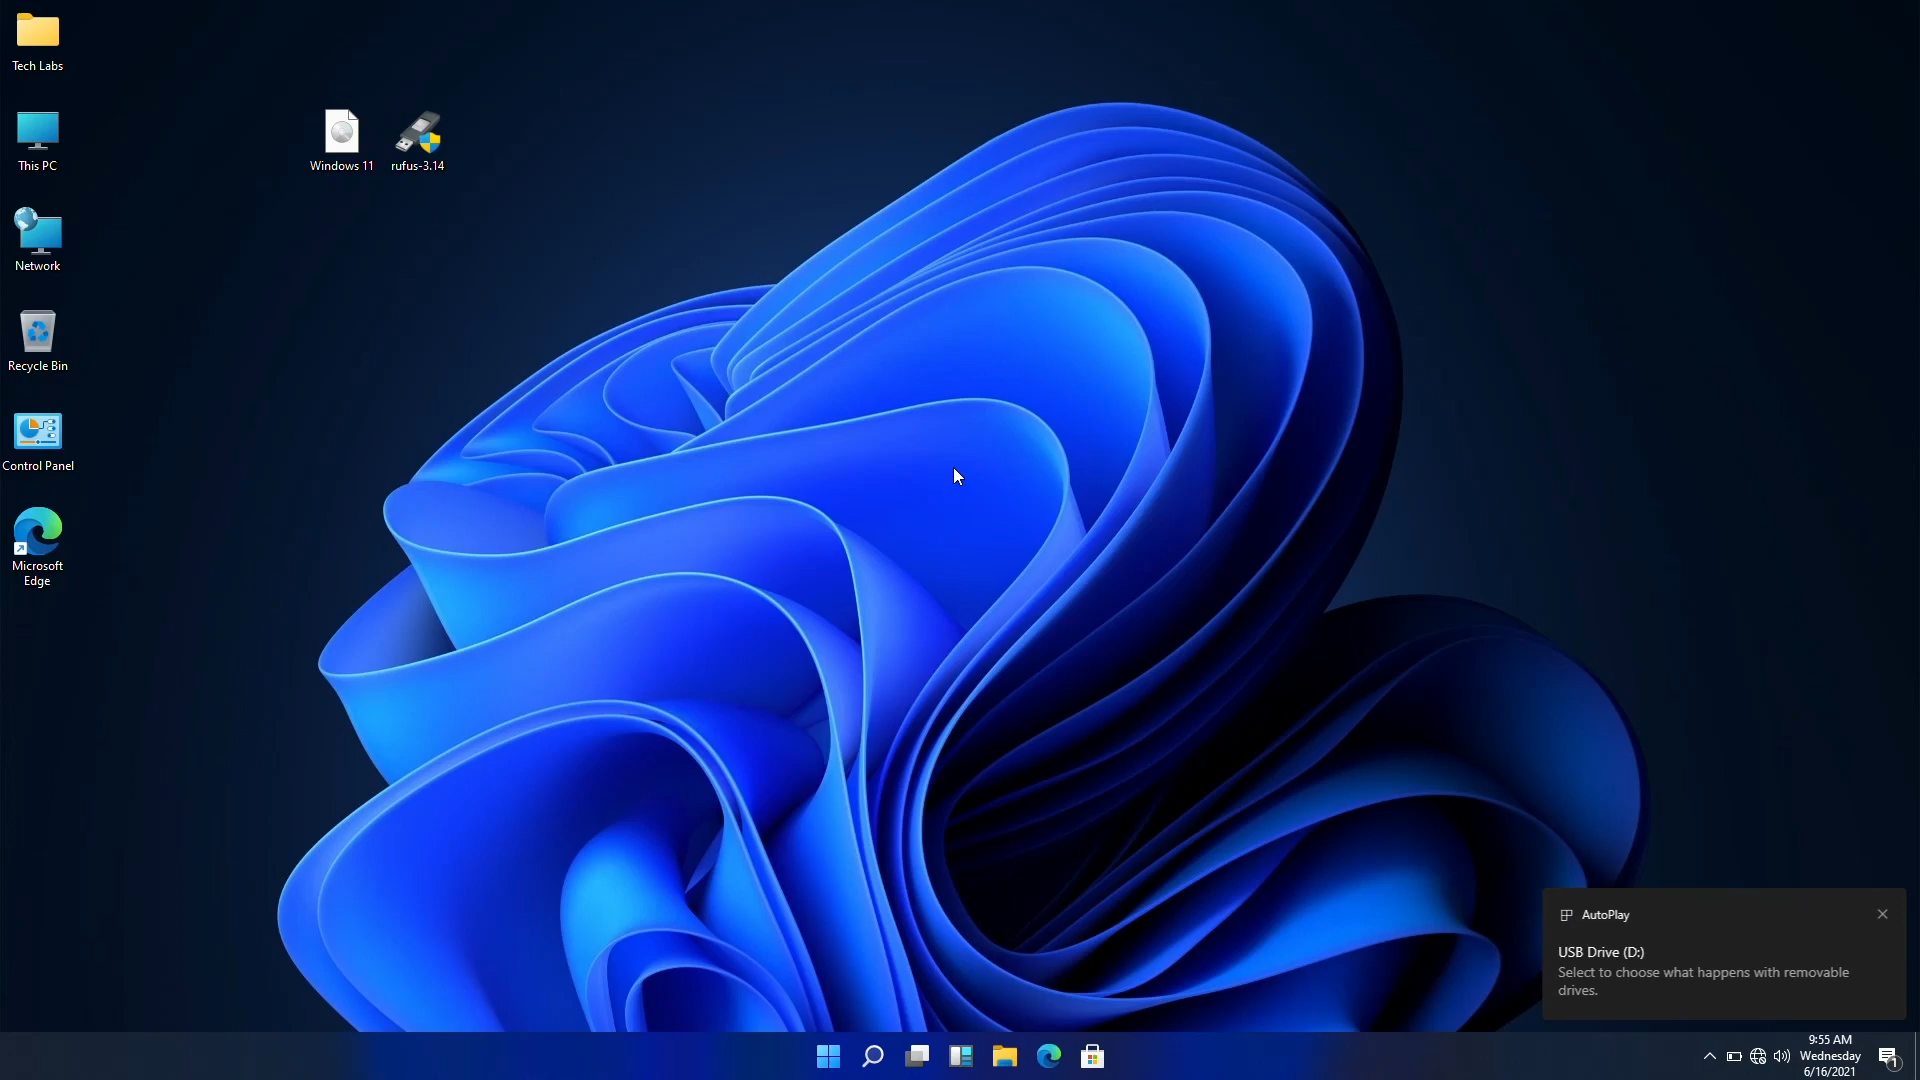 Tech Labs
This PC
Network
Recycle Bin
Control Panel
Microsoft
Edge
Windows 11
rufus-3.14
AutoPlay
USB Drive (D:)
Select to choose what happens with removable
drives.
9:55 AM
Wednesday
6/16/2021
1